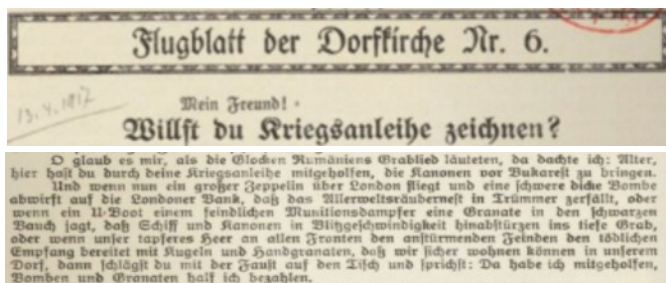 Flugblatt der Dorfkirche Nr. 6.
13. 4. 1917
Mein Freund!
Willst du Kriegsanleihe zeichnen?
O glaub es mir, als die Glocken Rumäniens Grablied läuteten, da dachte ich: Alter,
hier hast du durch deine Kriegsanleihe mitgeholfen, die Kanonen vor Bukarest zu bringen.
Und wenn nun ein großer Zeppelin über London fliegt und eine schwere dicke Bombe
abwirft auf die Londoner Bank, daß das Allerweltsräubernest in Trümmer zerfällt, oder
wenn ein U-Boot einem feindlichen Munitionsdampfer eine Granate in den schwarzen
Bauch jagt, daß Schiff und Kanonen in Blitzgeschwindigkeit hinabstürzen ins tiefe Grab,
oder wenn unser tapferes Heer an allen Fronten den anstürmenden Feinden den tödlichen
Empfang bereitet mit Kugeln und Handgranaten, daß wir sicher wohnen können in unserem
Dorf, dann schlägst du mit der Faust auf den Tisch und sprichst: Da habe ich mitgeholfen,
Bomben und Granaten half ich bezahlen.